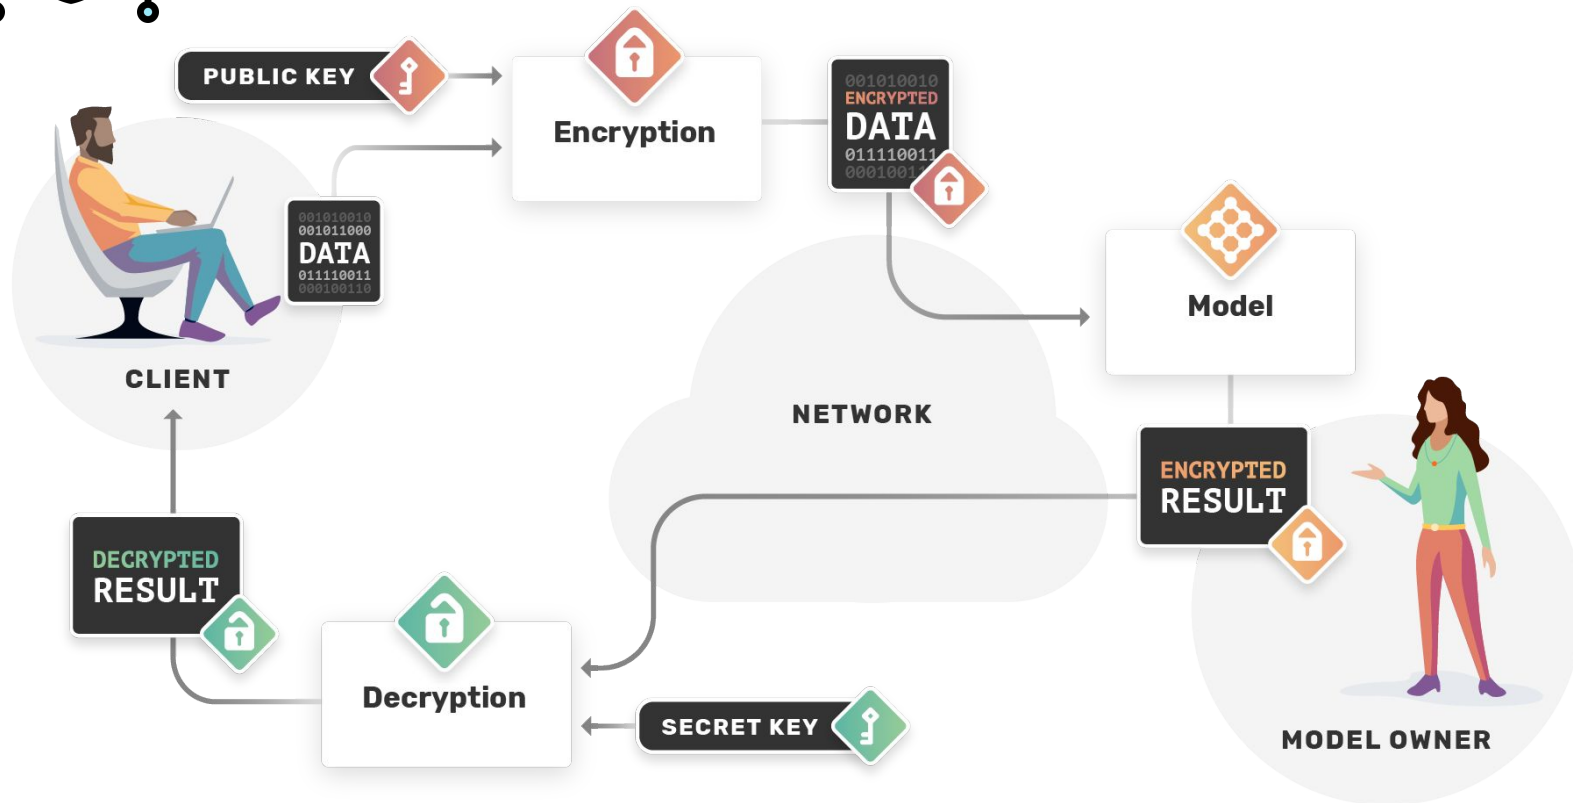 PUBLIC KEY
Encryption
001010010
ENCRYPTED
DATA
011110011
0001001
001010010
001011000
DATA
011110011
000100110
CLIENT
Model
NETWORK
ENCRYPTED
RESULT
DECRYPTED
RESULT
Decryption
SECRET KEY
MODEL OWNER